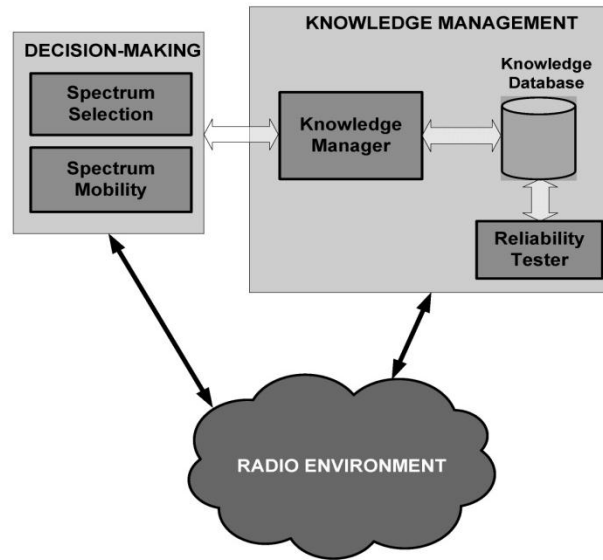 KNOWLEDGE MANAGEMENT
DECISION-MAKING
Spectrum
Selection
Spectrum
Mobility
Knowledge
Manager
Knowledge
Database
Reliability
Tester
RADIO ENVIRONMENT